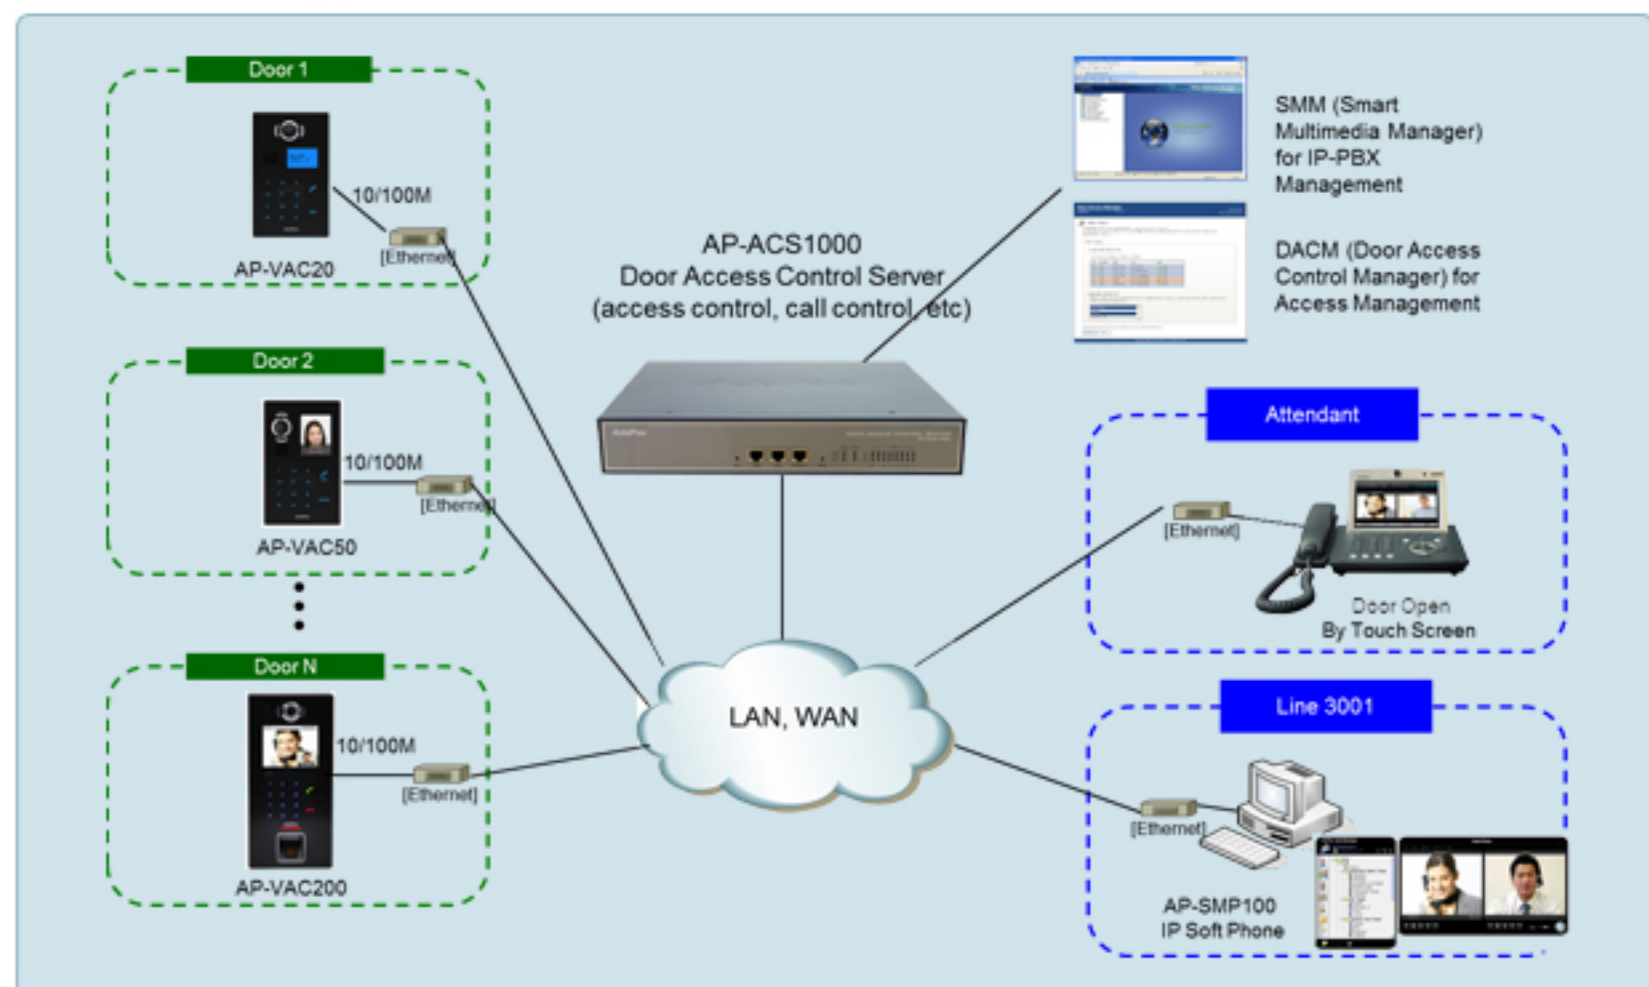 Door 1
10/100M
[Ethernet]
AP-VAC20
Door 2
10/100M
[Ethernet]
AP-VAC50
Door N
10/100M
[Ethernet]
AP-VAC200
AP-ACS1000
Door Access Control Server
(access control, call control, etc)
LAN, WAN
SMM (Smart
Multimedia Manager)
for IP-PBX
Management
DACM (Door Access
Control Manager) for
Access Management
Attendant
[Ethernet]
Door Open
By Touch Screen
Line 3001
[Ethernet]
AP-SMP100
IP Soft Phone